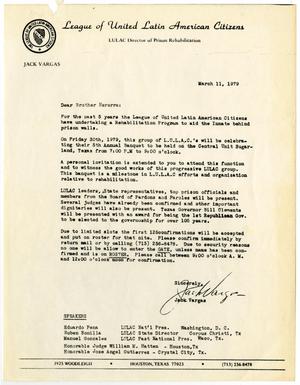 League of United Latin American Citizens
LULAC Director of Prison Rehabilitation
JACK VARGAS
March 11, 1979
Dear Brother Hererra:
For the past 5 years the League of United Latin American Citizens
have undertaking a Rehabilitation Program to aid the Inmate behind
prison walls.
On Friday 30th, 1979, this group of L.U.L.A.C.'s will be celebra-
ting their 5th Annual Banquet to be held on the Central Unit Sugar-
land, Texas from 7:00 P.M to 9:00 o'clock.
A personal invitation is extended to you to attend this function
and to witness the good works of this progressive LULAC group.
This banquet is a milestone in L.U.L.A.C efforts and organization
relative to rehabilitation.
LULAC leaders, State representatives, top prison officials and
members from the Board of Pardons and Paroles will be present.
Several Judges have already been confirmed and other important
dignitaries will also be present. Texas Governor Bill Clements
will be presented with an award for being the 1st Republican Gov.
to be elected to the governorship for over 105 years.
Due to limited slots the first 125 confirmations will be accepted
and put on roster for that site. Please confirm immediately by
return mail or by calling (713) 236-8478. Due to security reasons
no one will be allow to enter the GATE, unless name has been con-
firmed and is on ROSTER. Please call between 9:00 o'clock A. M.
and 12:00 o'clock noon for confirmation.
Sincerely,
Jack Vargas
Jack Vargas
SPEAKERS
Eduardo Pena LULAC Nat'l Pres. Washington, D. C.
Ruben Bonilla LULAC State Director Corpus Christi, Tx
Manuel Gonzales LULAC Past National Pres. Waco, Tx.
Honorable Judge William M. Hatten - Houston, Tx
Honorable Jose Angel Gutierrez - Crystal City, Tx.
1925 WOODLEIGH HOUSTON, TEXAS 77023 (713) 236-8478